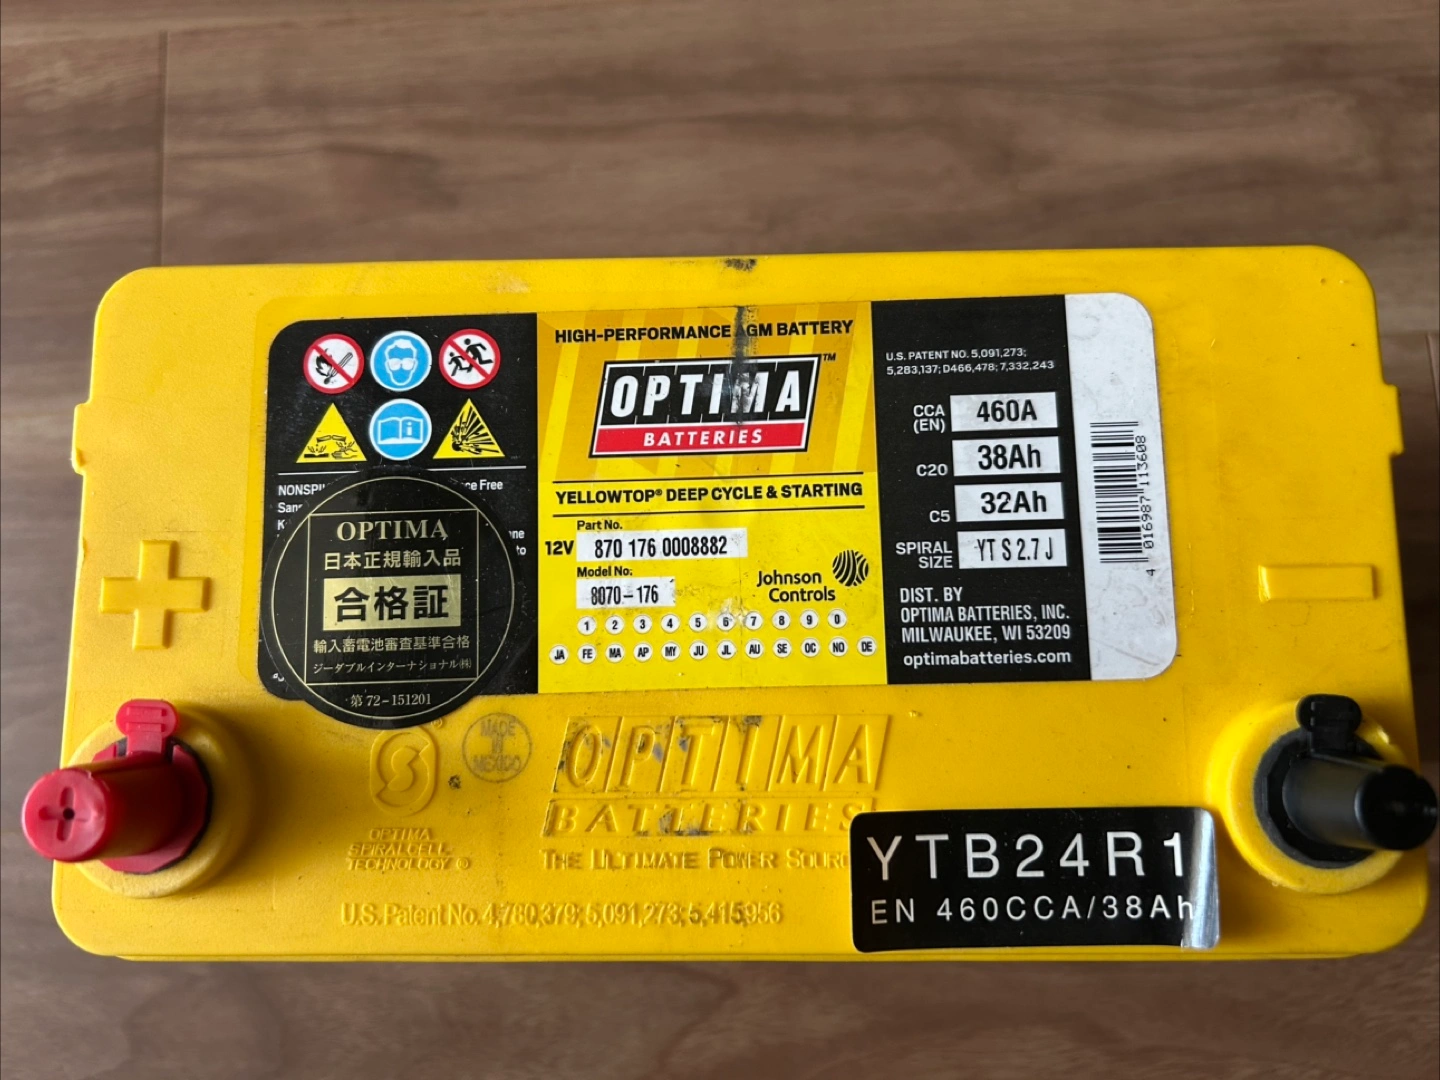 HIGH-PERFORMANCE AGM BATTERY
OPTIMA™
BATTERIES
YELLOWTOP® DEEP CYCLE & STARTING
Part No.
12V 870 176 0008882
Model No.
8070-176
Johnson
Controls
1 2 3 4 5 6 7 8 9 0
JA FE MA AP MY JU JL AU SE OC NO DE
U.S. PATENT NO. 5,091,273;
5,283,137; D466,478; 7,332,243
CCA
(EN) 460A
C20 38Ah
C5 32Ah
SPIRAL
SIZE YT S 2.7 J
DIST. BY
OPTIMA BATTERIES, INC.
MILWAUKEE, WI 53209
optimabatteries.com
4 016987 113608
Free
OPTIMA
日本正規輸入品
合格証
輸入蓄電池審査基準合格
ジーダブルインターナショナル㈱
第 72-151201
MADE
IN
MEXICO
OPTIMA
SPIRALCELL
TECHNOLOGY ®
OPTIMA
BATTERIES
THE ULTIMATE POWER
U.S. Patent No. 4,780,379; 5,091,273; 5,415,956
YTB24R1
EN 460CCA/38Ah